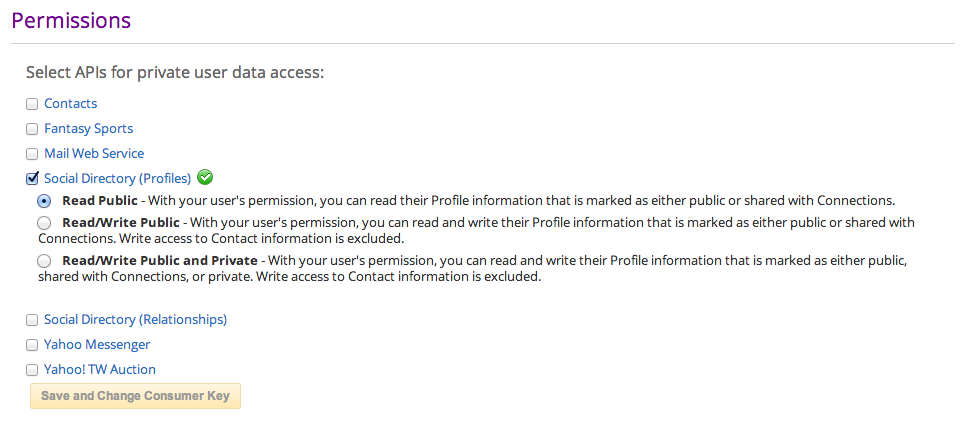 Permissions
Select APIs for private user data access:
Contacts
Fantasy Sports
Mail Web Service
Social Directory (Profiles)
Read Public - With your user's permission, you can read their Profile information that is marked as either public or shared with Connections.
Read/Write Public - With your user's permission, you can read and write their Profile information that is marked as either public or shared with
Connections. Write access to Contact information is excluded.
Read/Write Public and Private - With your user's permission, you can read and write their Profile information that is marked as either public,
shared with Connections, or private. Write access to Contact information is excluded.
Social Directory (Relationships)
Yahoo Messenger
Yahoo! TW Auction
Save and Change Consumer Key